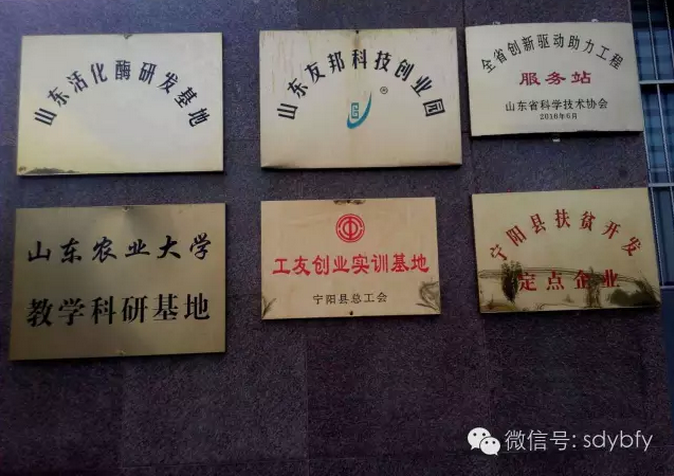 山东活化酶研发基地
山东友邦科技创业园
®
全省创新驱动助力工程
服务站
山东省科学技术协会
2016年6月
山东农业大学
教学科研基地
工友创业实训基地
宁阳县总工会
宁阳县扶贫开发
定点企业
微信号: sdybfy